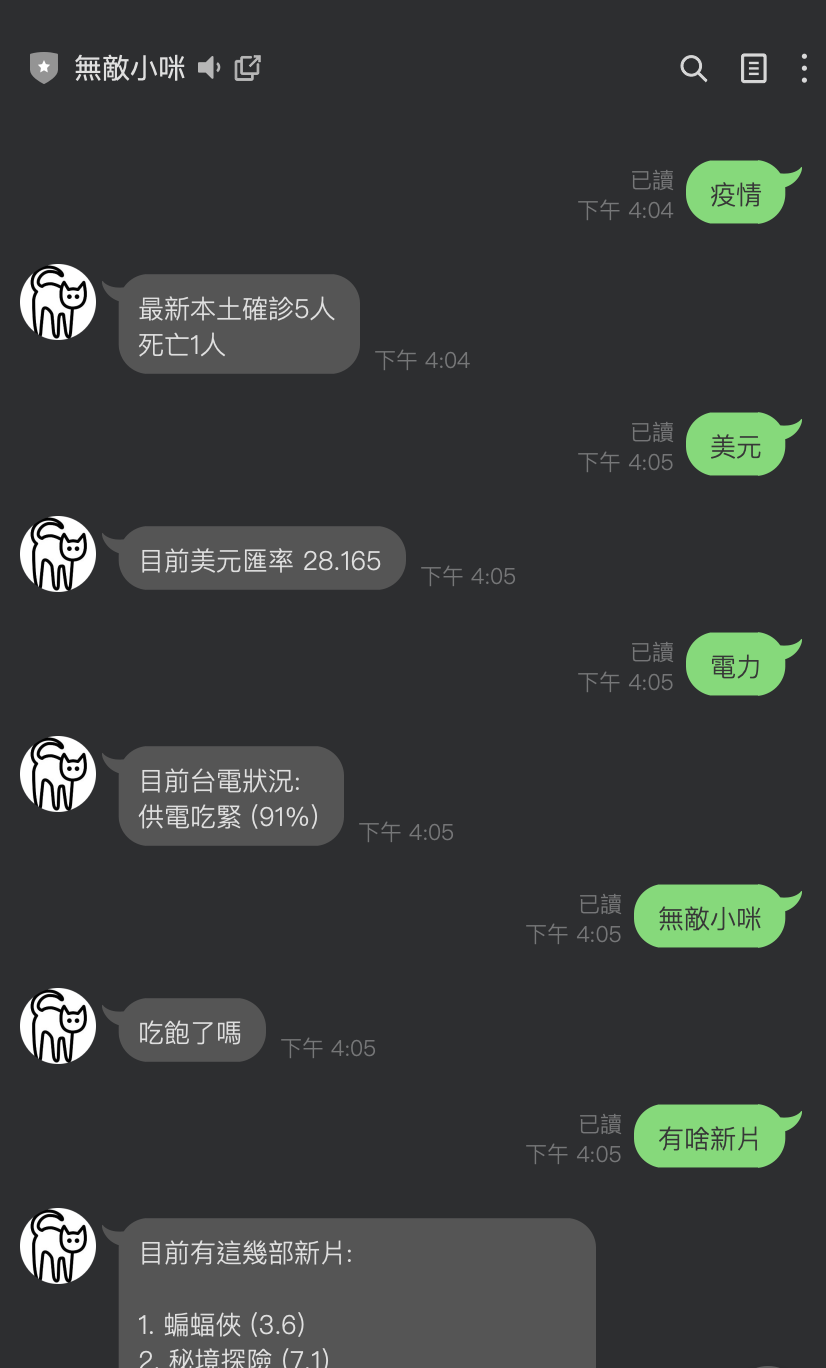 無敵小咪
已讀
下午 4:04
疫情
最新本土確診5人
死亡1人
下午 4:04
已讀
下午 4:05
美元
目前美元匯率 28.165
下午 4:05
已讀
下午 4:05
電力
目前台電狀況:
供電吃緊 (91%)
下午 4:05
已讀
下午 4:05
無敵小咪
吃飽了嗎
下午 4:05
已讀
下午 4:05
有啥新片
目前有這幾部新片:
1. 蝙蝠俠 (3.6)
2. 秘境探險 (7.1)